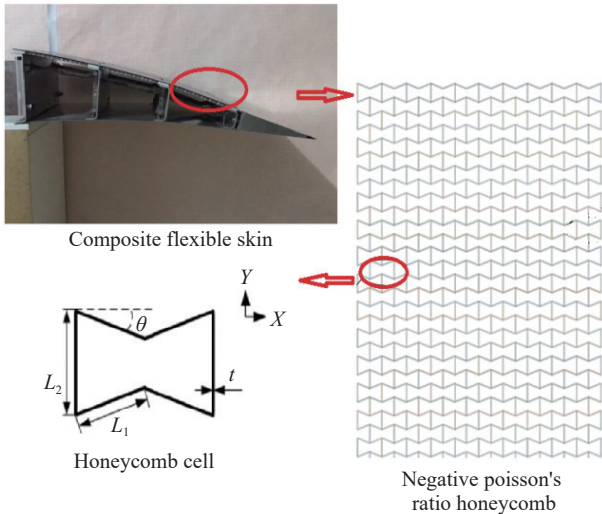 Composite flexible skin
Y
X
θ
L₂
t
L₁
Honeycomb cell
Negative poisson's
ratio honeycomb